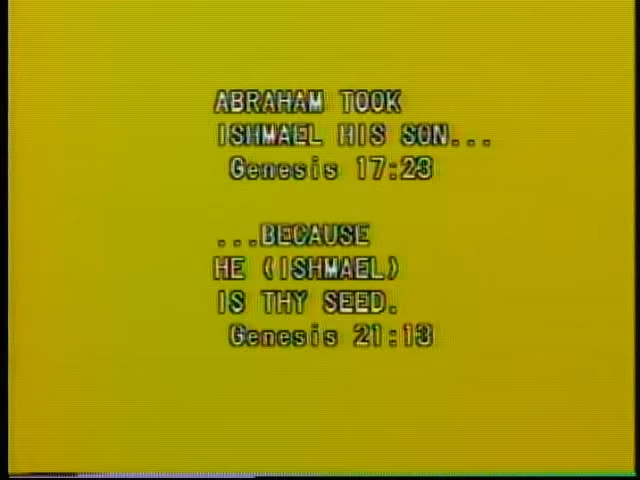 ABRAHAM TOOK
ISHMAEL HIS SON...
Genesis 17:23
...BECAUSE
HE (ISHMAEL)
IS THY SEED.
Genesis 21:13